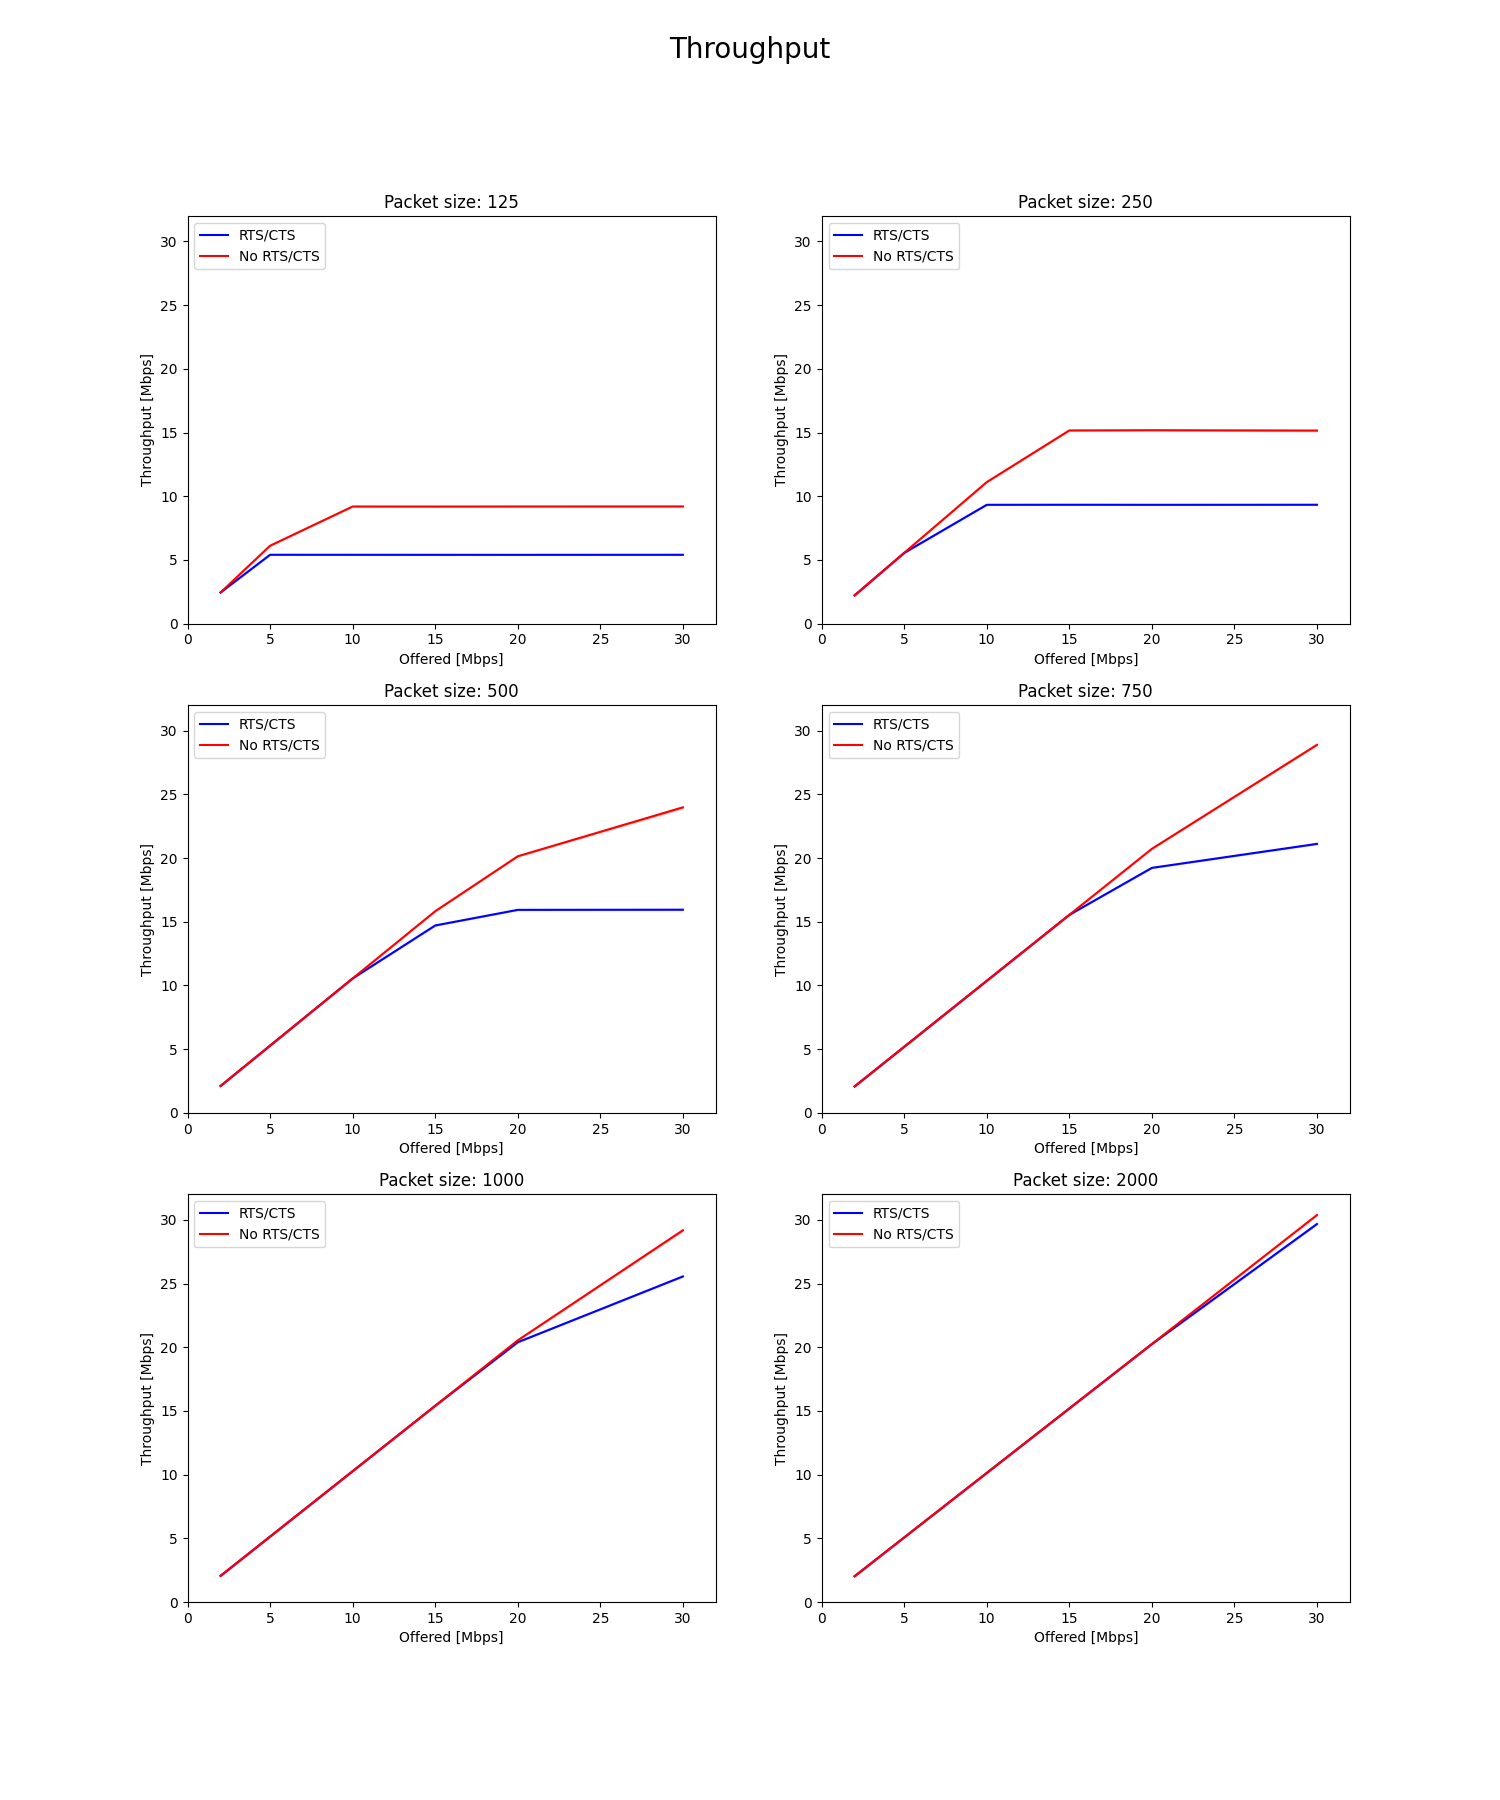 Throughput
Packet size: 125
RTS/CTS
No RTS/CTS
Throughput [Mbps]
30
25
20
15
10
5
0
0 5 10 15 20 25 30
Offered [Mbps]
Packet size: 250
RTS/CTS
No RTS/CTS
Throughput [Mbps]
30
25
20
15
10
5
0
0 5 10 15 20 25 30
Offered [Mbps]
Packet size: 500
RTS/CTS
No RTS/CTS
Throughput [Mbps]
30
25
20
15
10
5
0
0 5 10 15 20 25 30
Offered [Mbps]
Packet size: 750
RTS/CTS
No RTS/CTS
Throughput [Mbps]
30
25
20
15
10
5
0
0 5 10 15 20 25 30
Offered [Mbps]
Packet size: 1000
RTS/CTS
No RTS/CTS
Throughput [Mbps]
30
25
20
15
10
5
0
0 5 10 15 20 25 30
Offered [Mbps]
Packet size: 2000
RTS/CTS
No RTS/CTS
Throughput [Mbps]
30
25
20
15
10
5
0
0 5 10 15 20 25 30
Offered [Mbps]